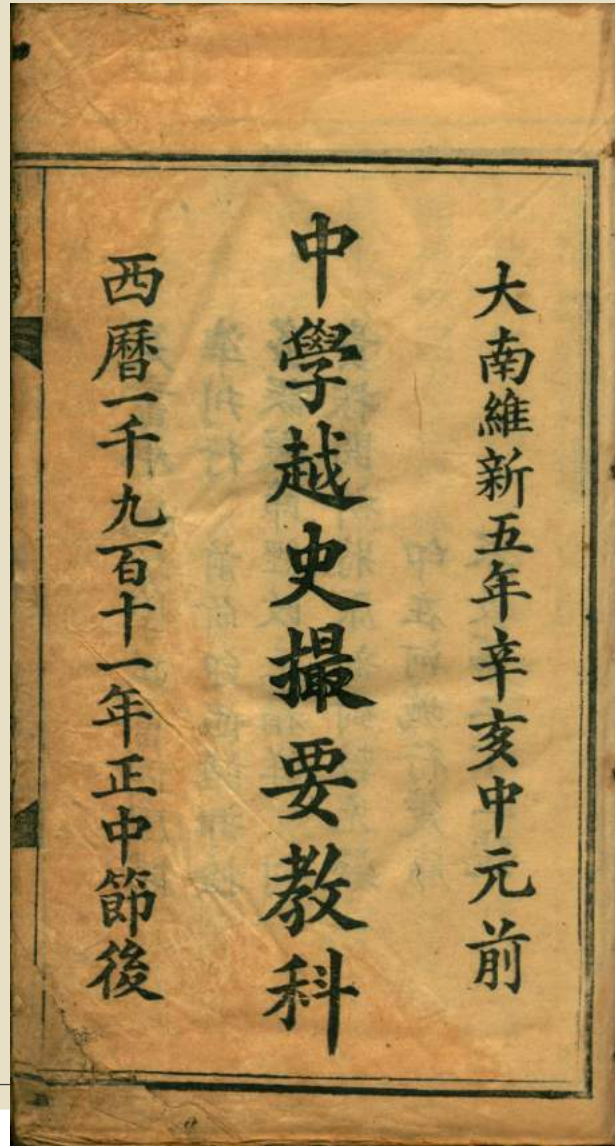 大南維新五年辛亥中元前
中學越史撮要教科
西曆一千九百十一年正中節後